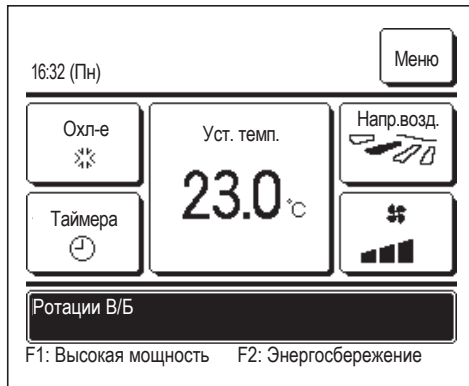 Меню
16:32 (Пн)
Охл-е
Уст. темп.
Напр.возд.
23.0 °C
Таймера
Ротации В/Б
F1: Высокая мощность F2: Энергосбережение